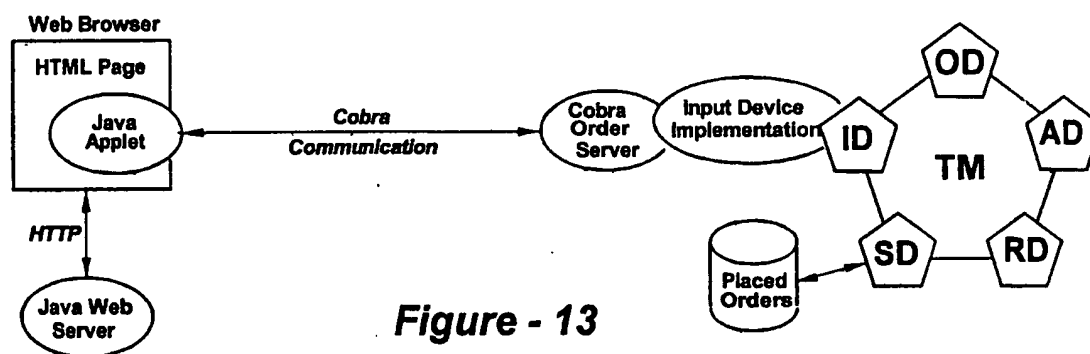 Web Browser
HTML Page
Java
Applet
HTTP
Java Web
Server
Cobra
Communication
Cobra
Order
Server
Input Device
Implementation
ID
OD
AD
TM
SD
RD
Placed
Orders
Figure - 13